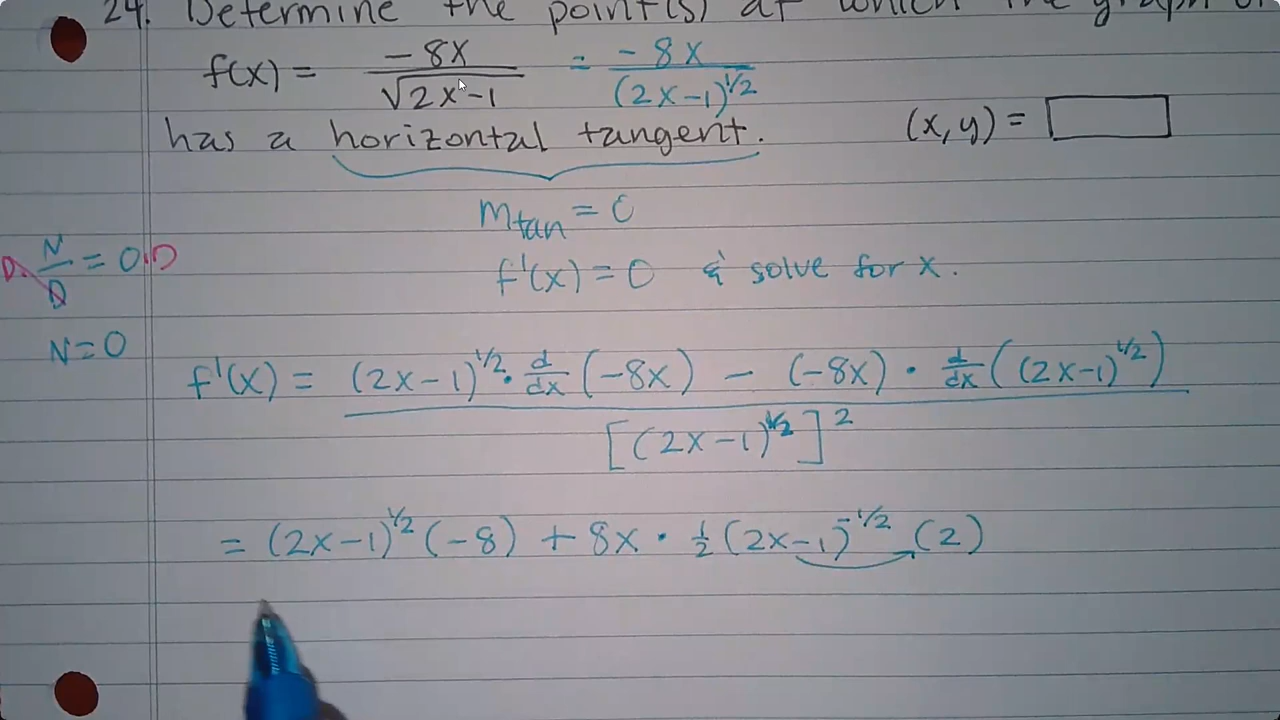 24. Determine the point(s) at which the graph of
f(x) = -8x / √(2x-1) = -8x / (2x-1)^1/2
has a horizontal tangent. (x,y) =
m tan = 0
D · N/D = 0 · D
f'(x) = 0 & solve for x.
N = 0
f'(x) = (2x-1)^1/2 · d/dx (-8x) - (-8x) · d/dx ((2x-1)^1/2) / [(2x-1)^1/2]^2
= (2x-1)^1/2 (-8) + 8x · 1/2 (2x-1)^-1/2 (2)